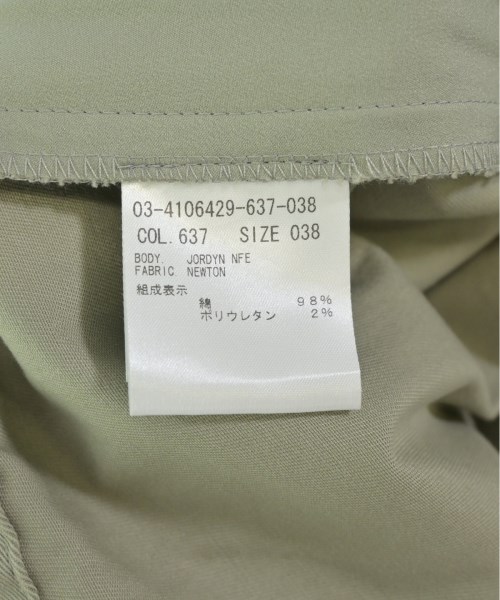 03-4106429-637-038
COL. 637 SIZE 038
BODY. JORDYN NFE
FABRIC NEWTON
組成表示
綿 98%
ポリウレタン 2%